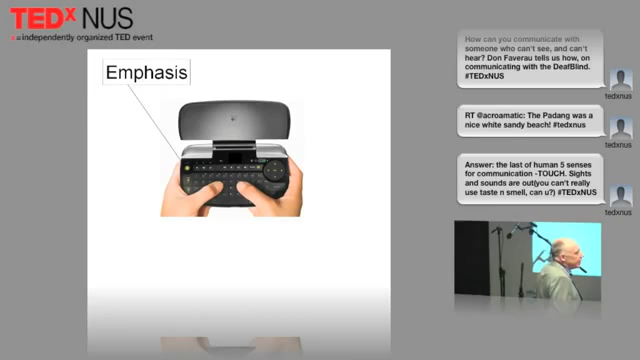 TEDx NUS
x = independently organized TED event
Emphasis
How can you communicate with
someone who can't see, and can't
hear? Don Faverau tells us how, on
communicating with the DeafBlind.
#TEDxNUS
tedxnus
RT @acroamatic: The Padang was a
nice white sandy beach! #tedxnus
tedxnus
Answer: the last of human 5 senses
for communication -TOUCH. Sights
and sounds are out(you can't really
use taste n smell, can u?) #TEDxNUS
tedxnus